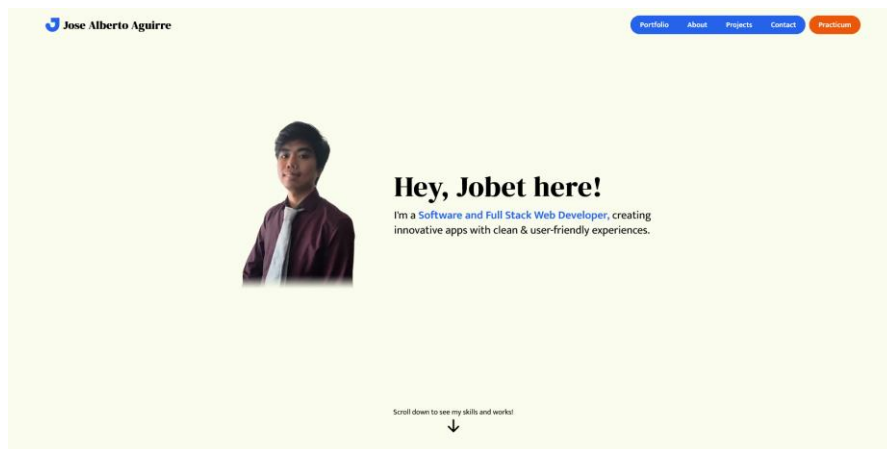 Jose Alberto Aguirre
Portfolio About Projects Contact Practicum
Hey, Jobet here!
I'm a Software and Full Stack Web Developer, creating
innovative apps with clean & user-friendly experiences.
Scroll down to see my skills and works!